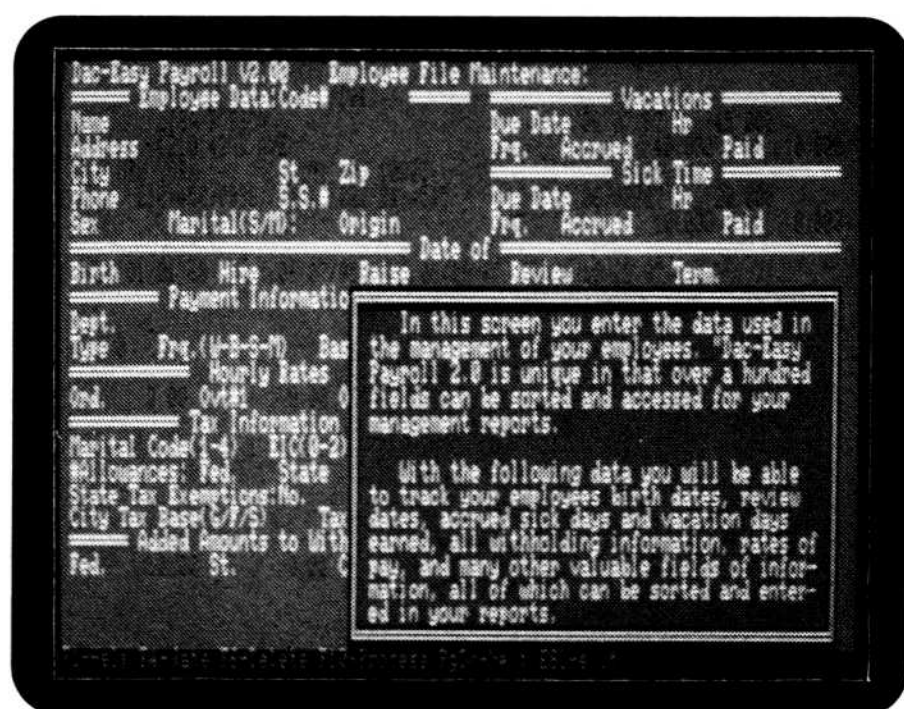 Dac-Easy Payroll V2.00 Employee File Maintenance:
Employee Data:Code# Vacations
Name Due Date Hr
Address Frq. Accrued Paid
City St Zip Sick Time
Phone S.S.# Due Date Hr
Sex Marital(S/M): Origin Frq. Accrued Paid
Date of
Birth Hire Raise Review Term.
Payment Informatio
Dept.
Type Frq.(W-B-S-M) Bas
Hourly Rates
Ord. Ovt#1 O
Tax Information
Marital Code(1-4) EIC(0-2)
#Allowances: Fed. State
State Tax Exemptions:No.
City Tax Base(G/F/S) Tax
Added Amounts to With
Fed. St. C
In this screen you enter the data used in
the management of your employees. "Dac-Easy
Payroll 2.0 is unique in that over a hundred
fields can be sorted and accessed for your
management reports.
With the following data you will be able
to track your employees birth dates, review
dates, accrued sick days and vacation days
earned, all withholding information, rates of
pay, and many other valuable fields of infor-
mation, all of which can be sorted and enter-
ed in your reports.